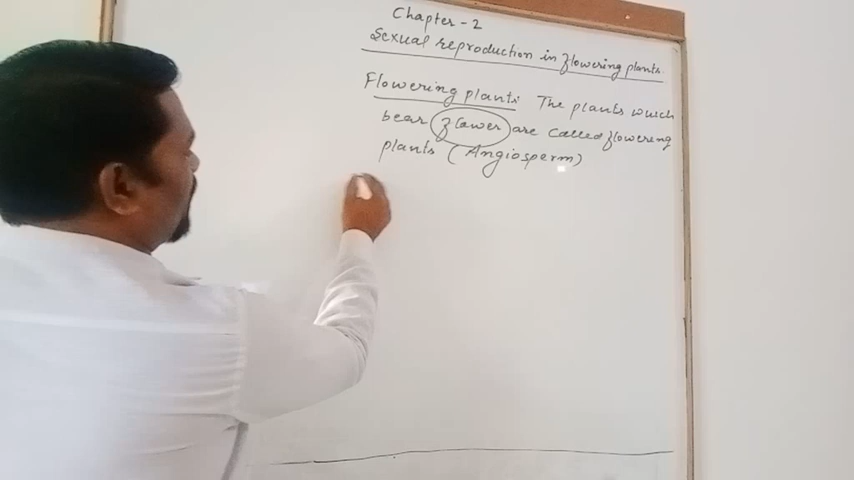 Chapter - 2
Sexual reproduction in flowering plants.
Flowering plants: The plants which
bear flower are called flowering
plants (Angiosperm)